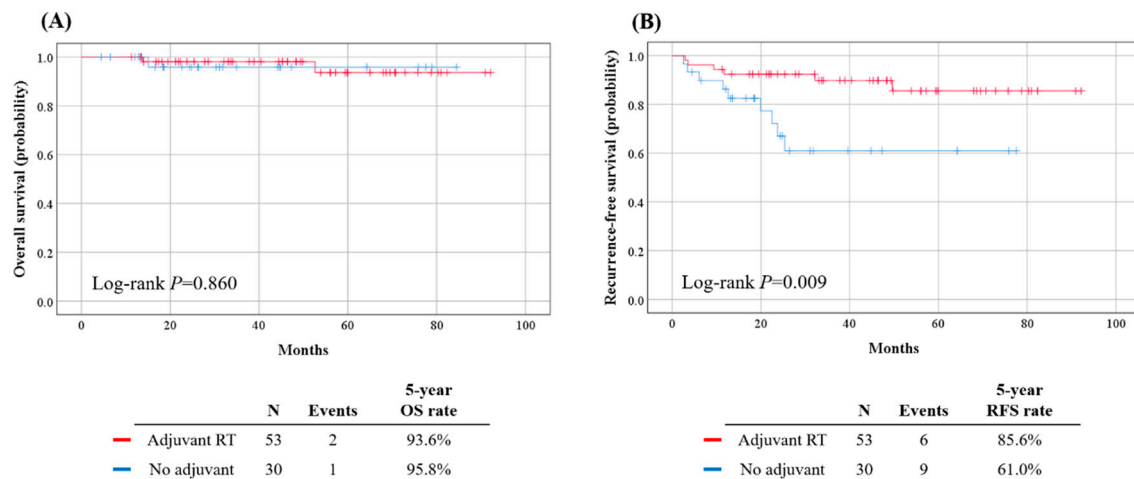 (A)
Overall survival (probability)
1.0
0.8
0.6
0.4
0.2
0.0
Log-rank P=0.860
0 20 40 60 80 100
Months
5-year
N Events OS rate
Adjuvant RT 53 2 93.6%
No adjuvant 30 1 95.8%
(B)
Recurrence-free survival (probability)
1.0
0.8
0.6
0.4
0.2
0.0
Log-rank P=0.009
0 20 40 60 80 100
Months
5-year
N Events RFS rate
Adjuvant RT 53 6 85.6%
No adjuvant 30 9 61.0%